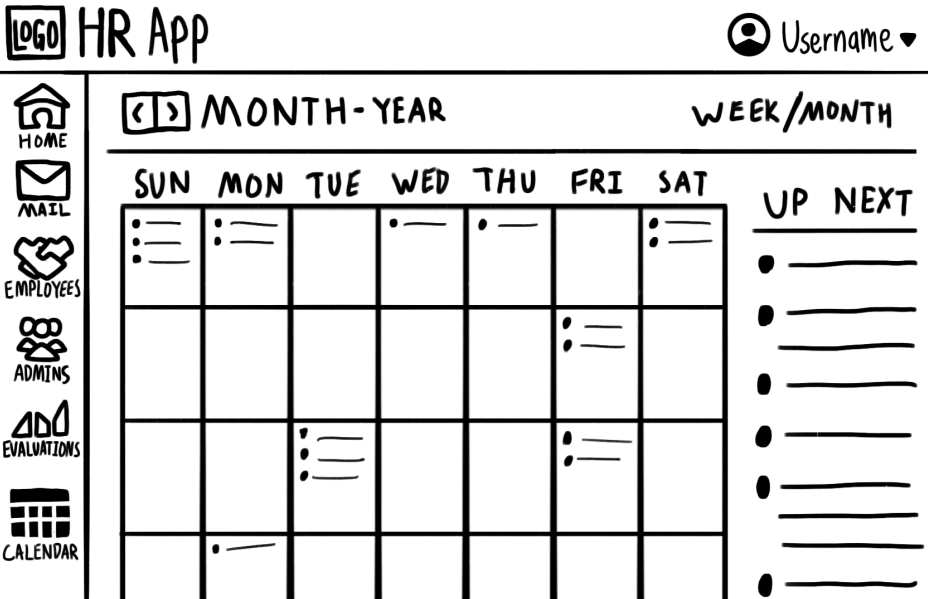 LOGO HR App
Username
HOME
MAIL
EMPLOYEES
ADMINS
EVALUATIONS
CALENDAR
MONTH-YEAR
WEEK/MONTH
SUN MON TUE WED THU FRI SAT
UP NEXT